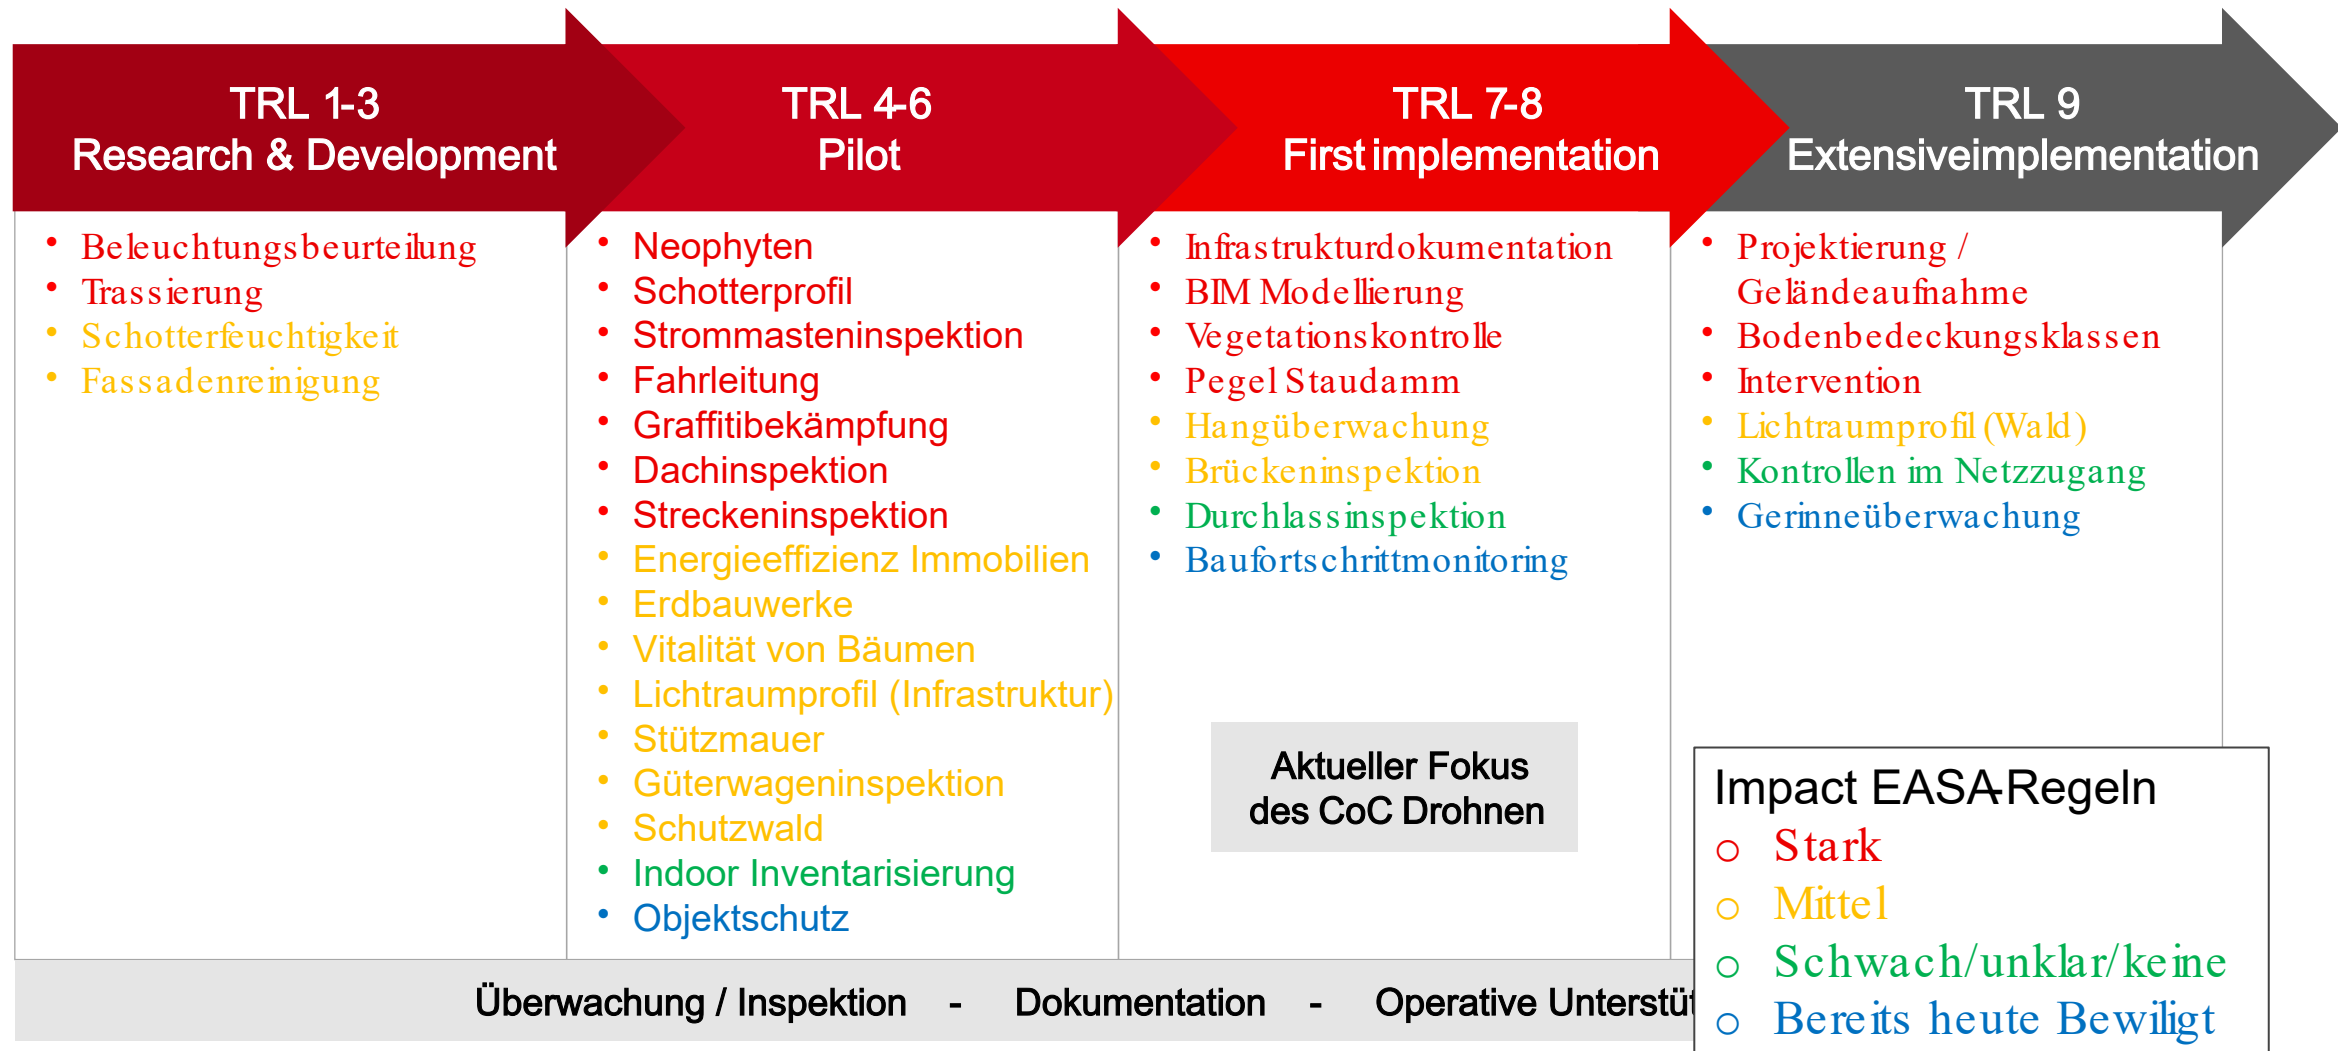 TRL 1-3
Research & Development
TRL 4-6
Pilot
TRL 7-8
First implementation
TRL 9
Extensiveimplementation
• Beleuchtungsbeurteilung
• Trassierung
• Schotterfeuchtigkeit
• Fassadenreinigung
• Neophyten
• Schotterprofil
• Strommasteninspektion
• Fahrleitung
• Graffitibekämpfung
• Dachinspektion
• Streckeninspektion
• Energieeffizienz Immobilien
• Erdbauwerke
• Vitalität von Bäumen
• Lichtraumprofil (Infrastruktur)
• Stützmauer
• Güterwageninspektion
• Schutzwald
• Indoor Inventarisierung
• Objektschutz
• Infrastrukturdokumentation
• BIM Modellierung
• Vegetationskontrolle
• Pegel Staudamm
• Hangüberwachung
• Brückeninspektion
• Durchlassinspektion
• Baufortschrittmonitoring
Aktueller Fokus
des CoC Drohnen
• Projektierung /
Geländeaufnahme
• Bodenbedeckungsklassen
• Intervention
• Lichtraumprofil (Wald)
• Kontrollen im Netzzugang
• Gerinneüberwachung
Impact EASA-Regeln
o Stark
o Mittel
o Schwach/unklar/keine
o Bereits heute Bewiligt
Überwachung / Inspektion - Dokumentation - Operative